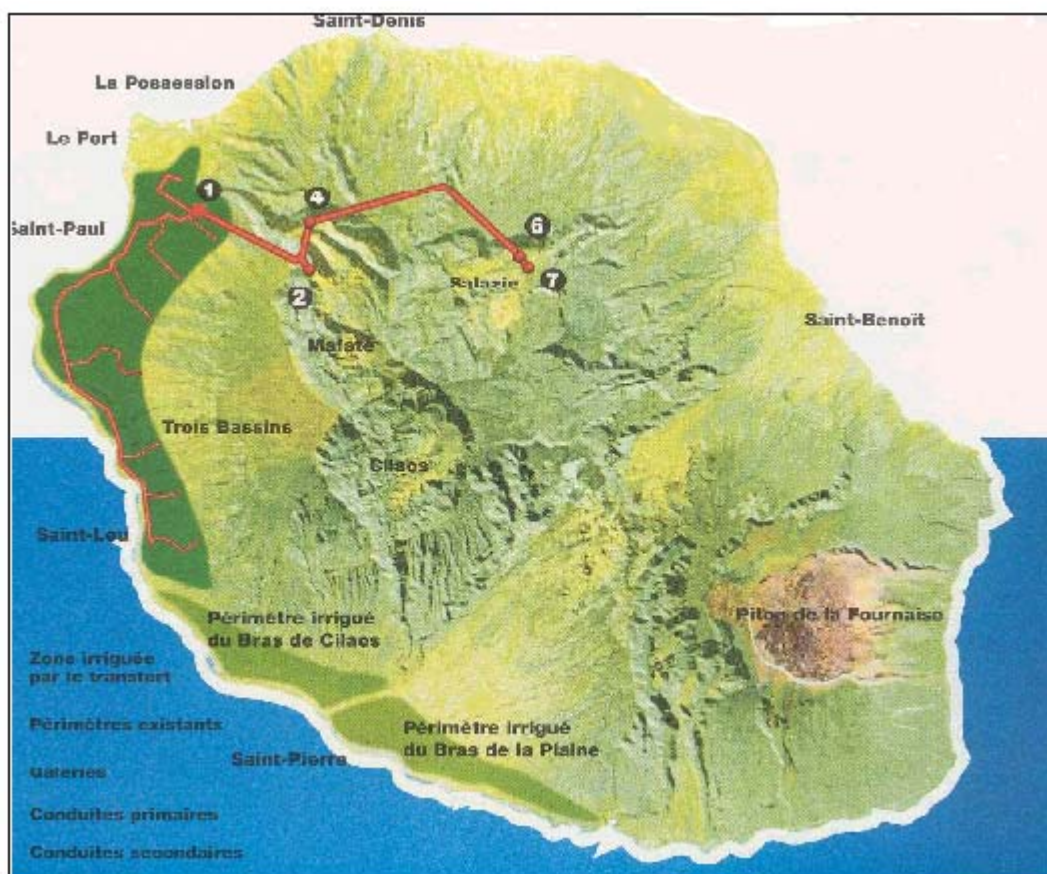 Saint-Denis
La Possession
Le Port
1
4
Saint-Paul
6
Salazie
7
2
Saint-Benoît
Mafate
Trois Bassins
Cilaos
Saint-Leu
Périmètre irrigué
du Bras de Cilaos
Piton de la Fournaise
Zone irriguée
par le transfert
Périmètres existants
Périmètre irrigué
du Bras de la Plaine
Saint-Pierre
Galeries
Conduites primaires
Conduites secondaires